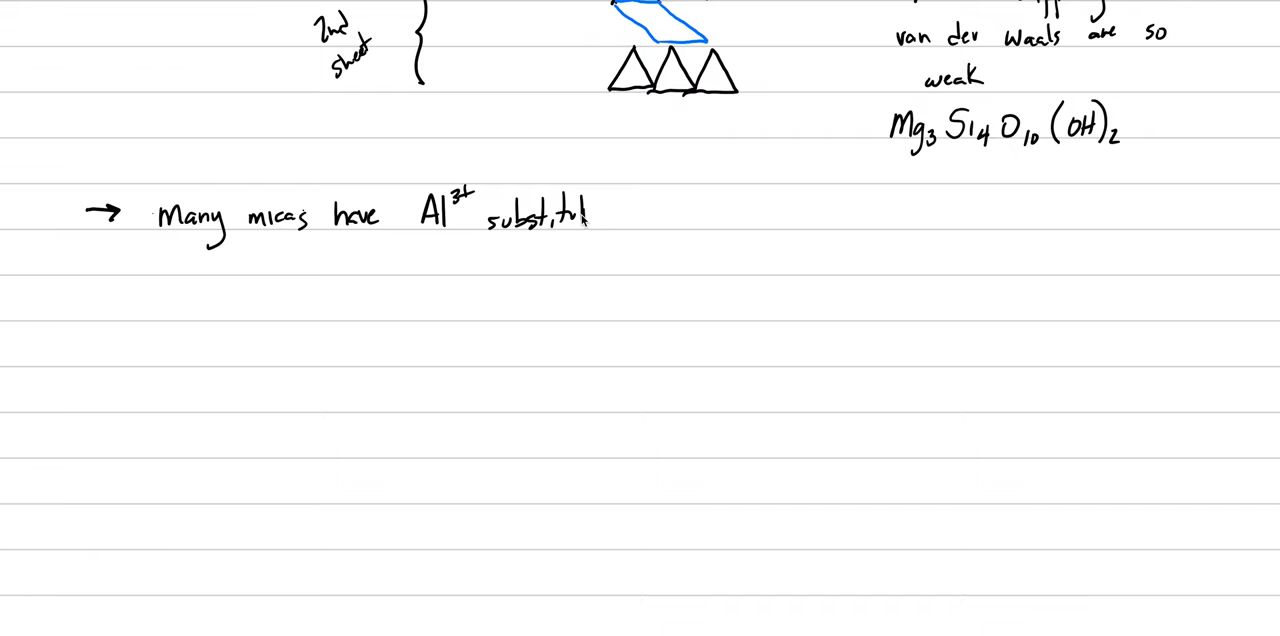 2nd
sheet
van der Waals are so
weak
Mg₃ Si₄ O₁₀ (OH)₂
→ Many micas have Al³⁺ substitut